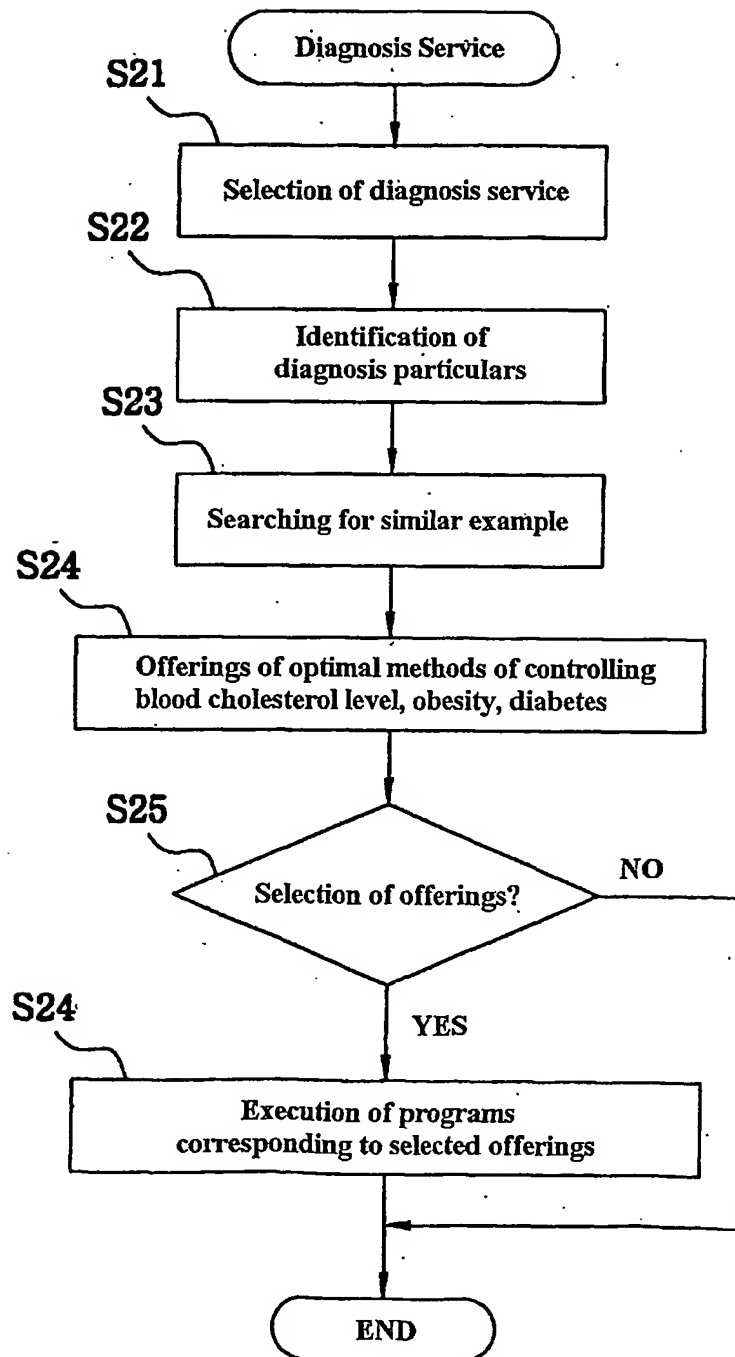 Diagnosis Service
S21
Selection of diagnosis service
S22
Identification of
diagnosis particulars
S23
Searching for similar example
S24
Offerings of optimal methods of controlling
blood cholesterol level, obesity, diabetes
S25
Selection of offerings?
NO
YES
S24
Execution of programs
corresponding to selected offerings
END